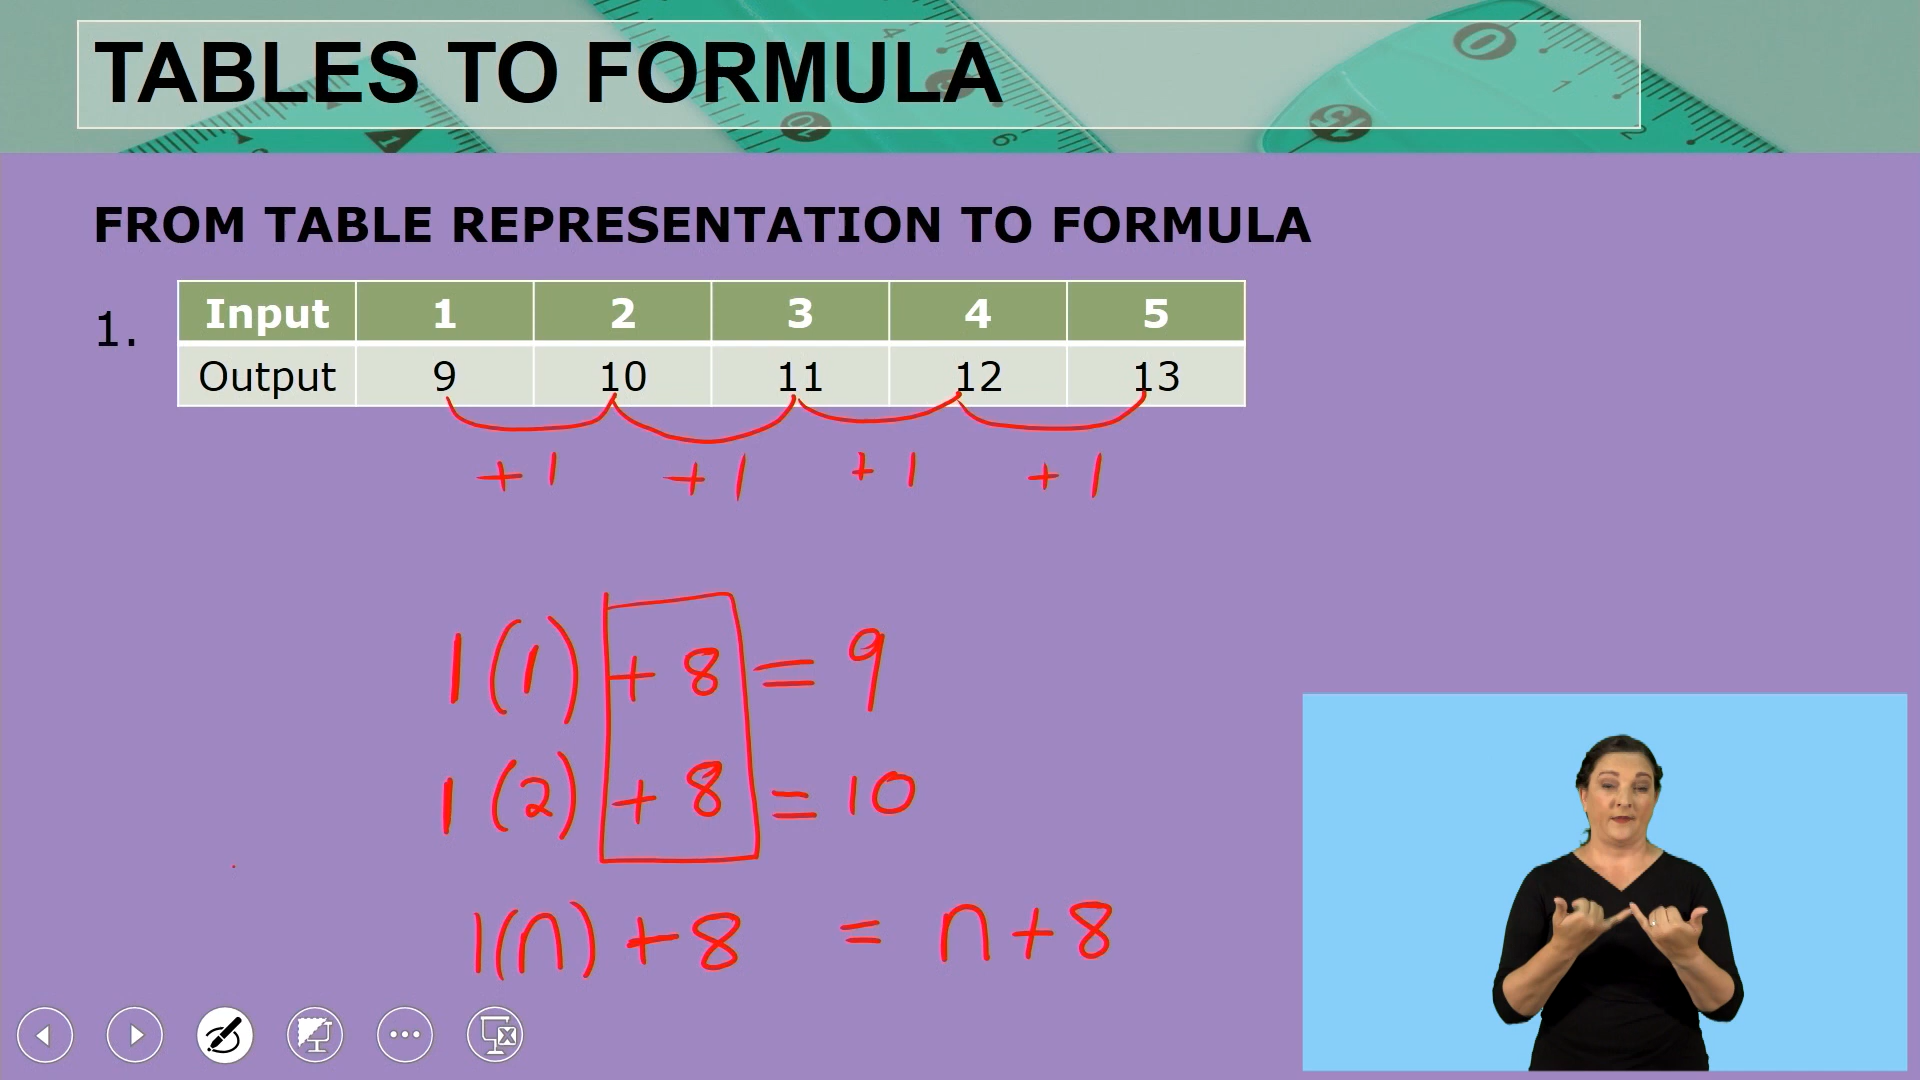 TABLES TO FORMULA
FROM TABLE REPRESENTATION TO FORMULA
1.
Input 1 2 3 4 5
Output 9 10 11 12 13
+1 +1 +1 +1
1(1) + 8 = 9
1(2) + 8 = 10
1(n) + 8 = n + 8